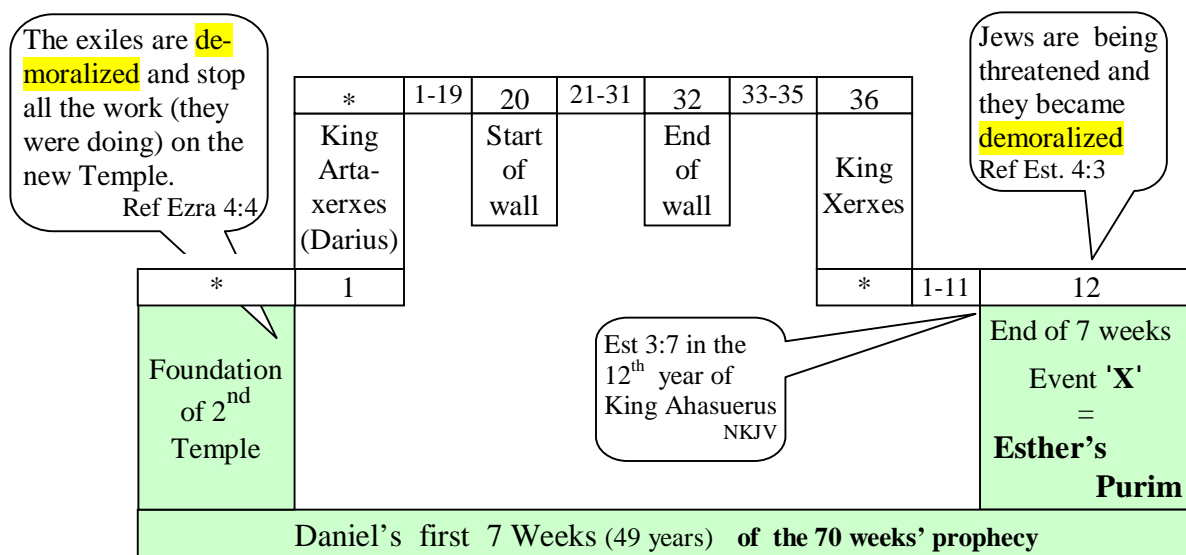 The exiles are de-
moralized and stop
all the work (they
were doing) on the
new Temple.
Ref Ezra 4:4
Jews are being
threatened and
they became
demoralized
Ref Est. 4:3
* 1-19 20 21-31 32 33-35 36
King
Arta-
xerxes
(Darius)
Start
of
wall
End
of
wall
King
Xerxes
* 1 * 1-11 12
Foundation
of 2nd
Temple
Est 3:7 in the
12th year of
King Ahasuerus
NKJV
End of 7 weeks
Event 'X'
=
Esther's
Purim
Daniel's first 7 Weeks (49 years) of the 70 weeks' prophecy